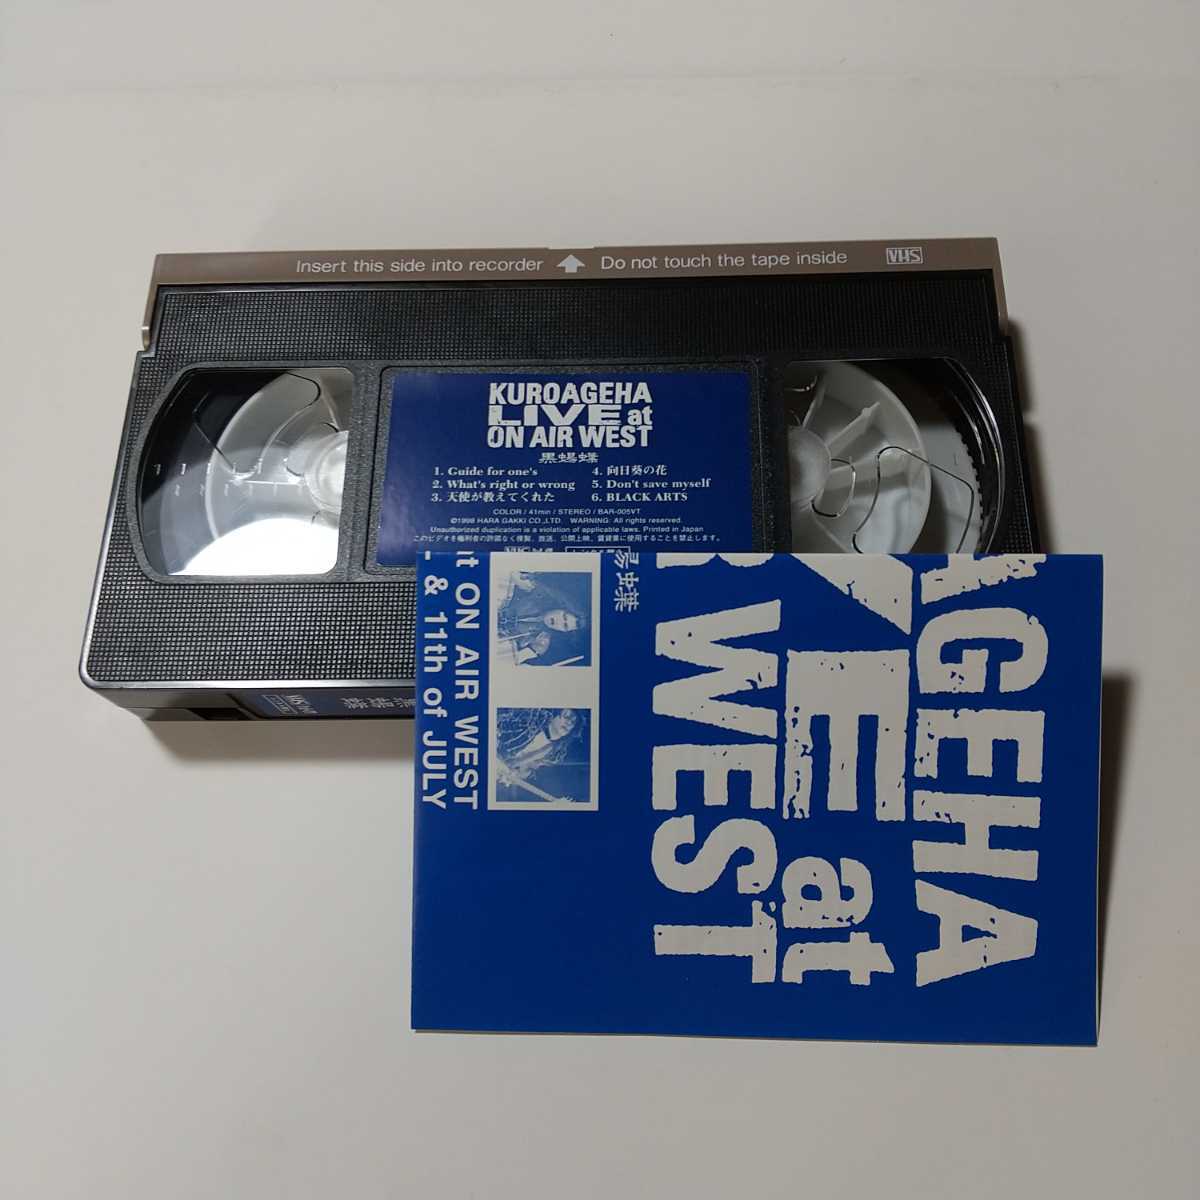 Insert this side into recorder Do not touch the tape inside VHS
KUROAGEHA
LIVE at
ON AIR WEST
黒蝪蝶
1. Guide for one's
2. What's right or wrong
3. 天使が教えてくれた
4. 向日葵の花
5. Don't save myself
6. BLACK ARTS
COLOR / 41min / STEREO / BAR-005VT
©1998 HARA GAKKI CO.,LTD. WARNING: All rights reserved.
Unauthorized duplication is a violation of applicable laws. Printed in Japan
このビデオを権利者の許諾なく複製、放送、公開上映、賃貸業に使用することを禁止します。
AGEHA
E at
R WEST
蝶
at ON AIR WEST
& 11th of JULY